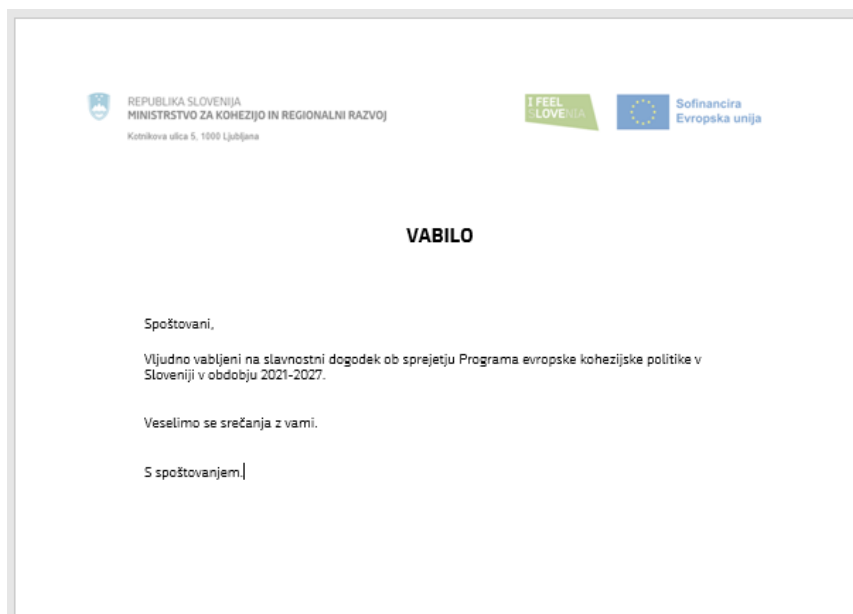 REPUBLIKA SLOVENIJA
MINISTRSTVO ZA KOHEZIJO IN REGIONALNI RAZVOJ
Kotnikova ulica 5, 1000 Ljubljana
I FEEL
SLOVENIA
Sofinancira
Evropska unija
VABILO
Spoštovani,
Vljudno vabljeni na slavnostni dogodek ob sprejetju Programa evropske kohezijske politike v
Sloveniji v obdobju 2021-2027.
Veselimo se srečanja z vami.
S spoštovanjem.